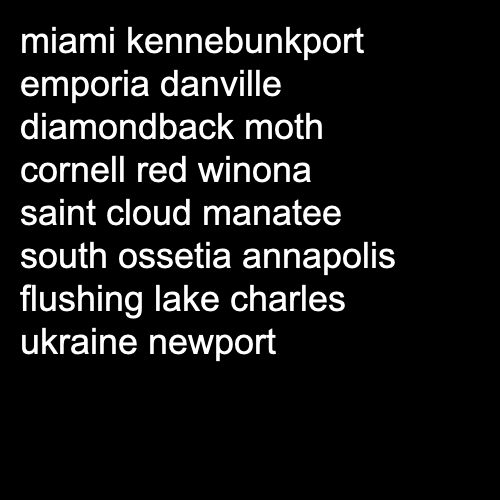 miami kennebunkport
emporia danville
diamondback moth
cornell red winona
saint cloud manatee
south ossetia annapolis
flushing lake charles
ukraine newport